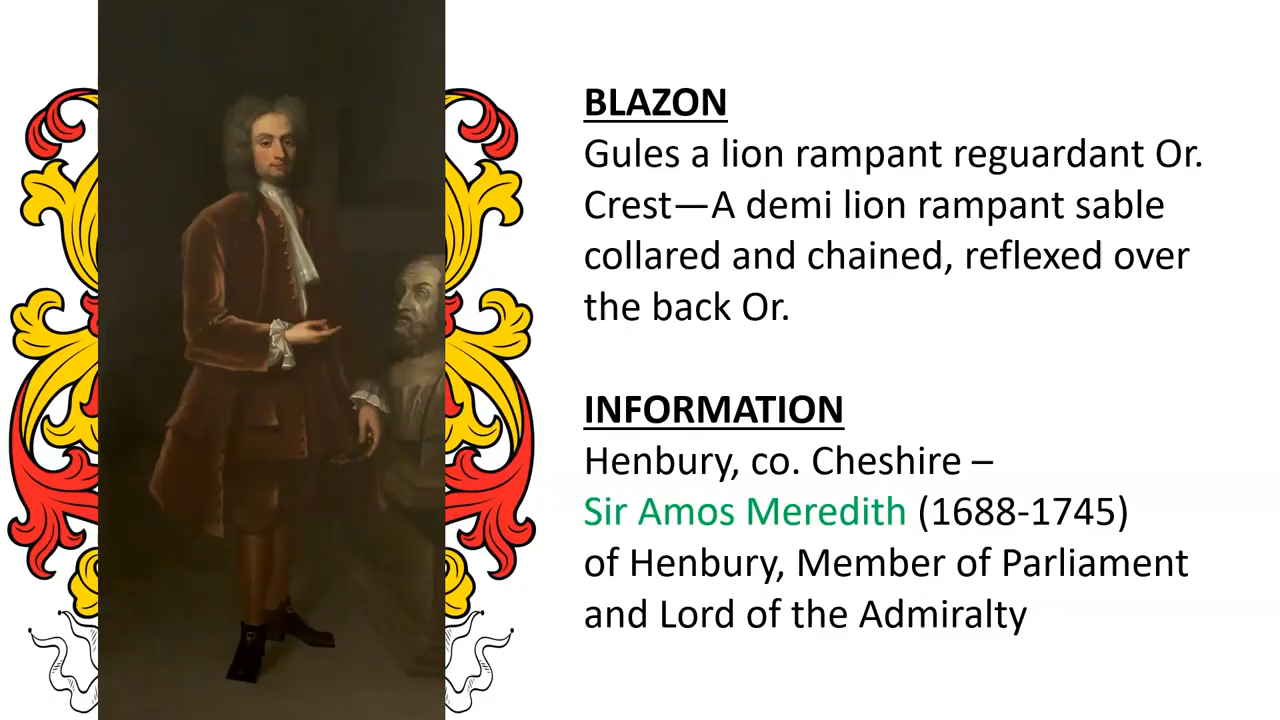 BLAZON
Gules a lion rampant reguardant Or.
Crest—A demi lion rampant sable
collared and chained, reflexed over
the back Or.
INFORMATION
Henbury, co. Cheshire –
Sir Amos Meredith (1688-1745)
of Henbury, Member of Parliament
and Lord of the Admiralty